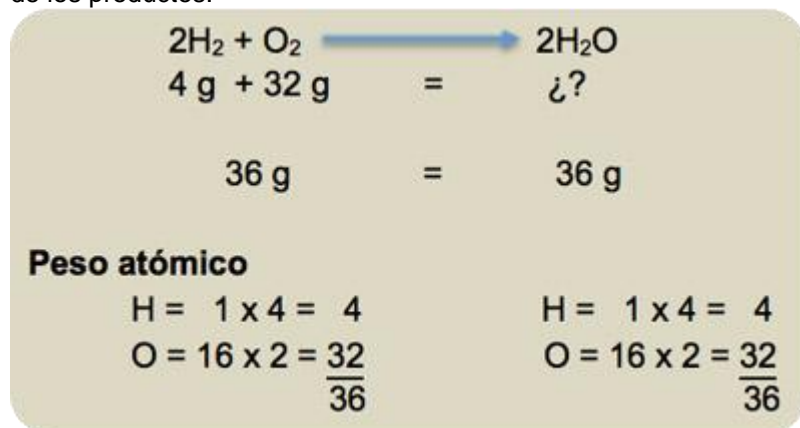 de los productos.
2H₂ + O₂ 2H₂O
4 g + 32 g = ¿?
36 g = 36 g
Peso atómico
H = 1 x 4 = 4 H = 1 x 4 = 4
O = 16 x 2 = 32 O = 16 x 2 = 32
36 36